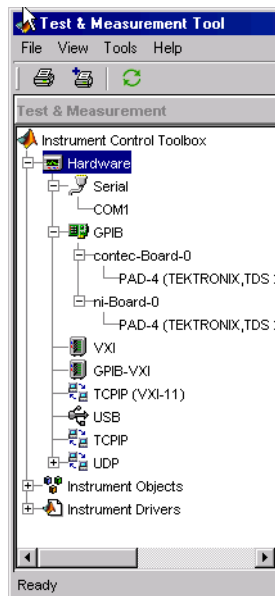 Test & Measurement Tool
File View Tools Help
Test & Measurement
Instrument Control Toolbox
Hardware
Serial
COM1
GPIB
contec-Board-0
PAD-4 (TEKTRONIX,TDS
ni-Board-0
PAD-4 (TEKTRONIX,TDS
VXI
GPIB-VXI
TCPIP (VXI-11)
USB
TCPIP
UDP
Instrument Objects
Instrument Drivers
Ready